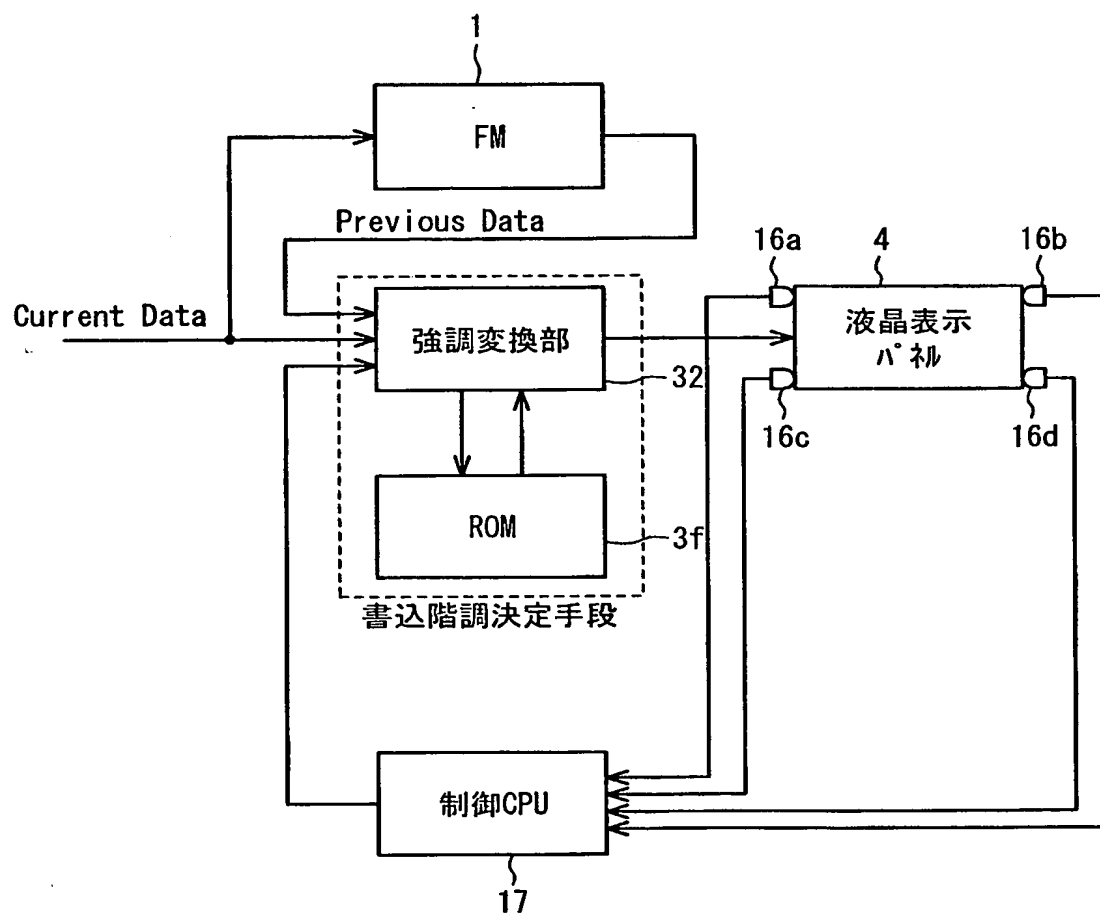 1
FM
Previous Data
16a
4
16b
Current Data
強調変換部
液晶表示
パネル
32
16c
16d
ROM
3f
書込階調決定手段
制御CPU
17